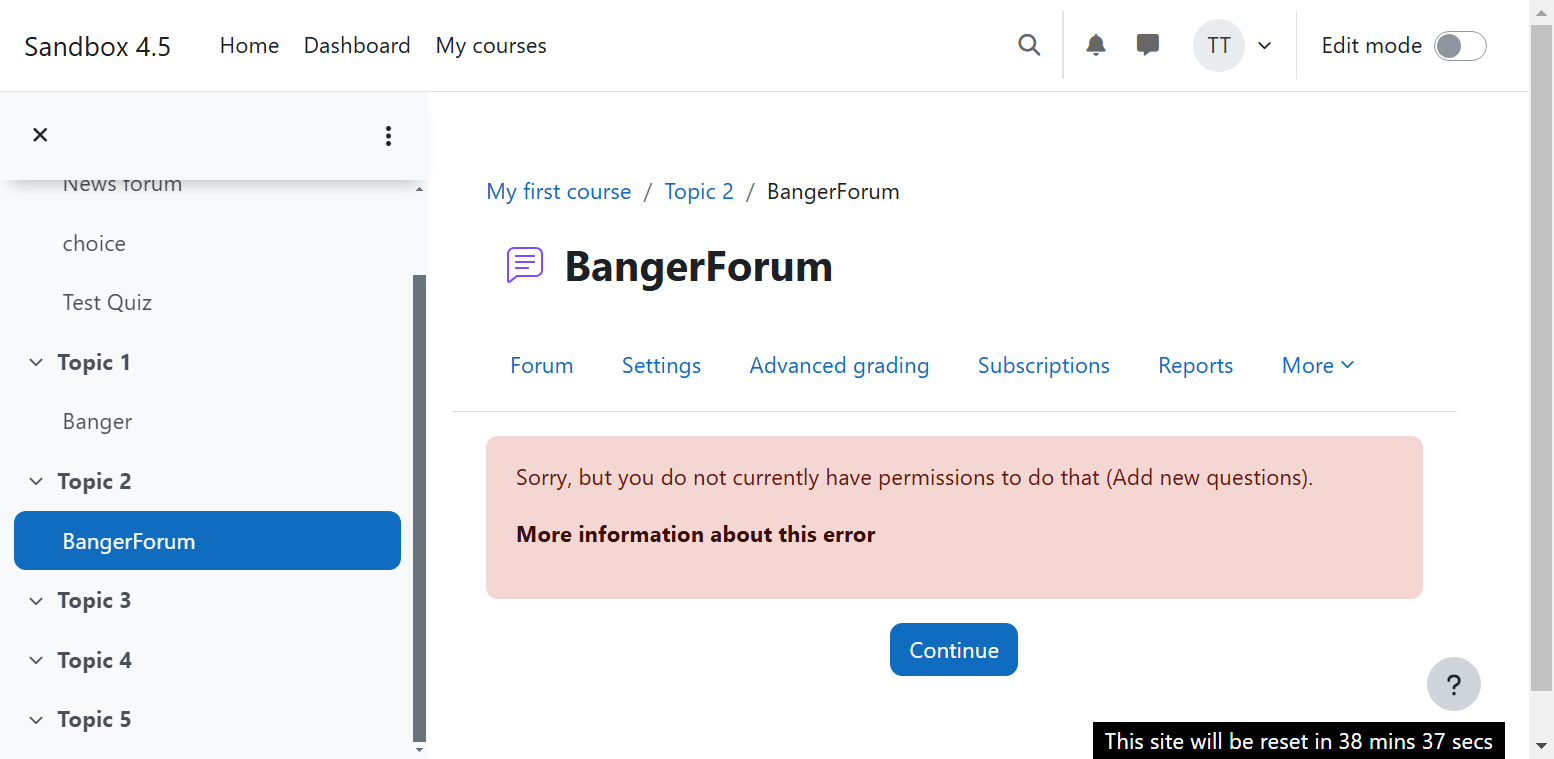 Sandbox 4.5
Home
Dashboard
My courses
TT
Edit mode
News forum
choice
Test Quiz
Topic 1
Banger
Topic 2
BangerForum
Topic 3
Topic 4
Topic 5
My first course / Topic 2 / BangerForum
BangerForum
Forum
Settings
Advanced grading
Subscriptions
Reports
More
Sorry, but you do not currently have permissions to do that (Add new questions).
More information about this error
Continue
?
This site will be reset in 38 mins 37 secs